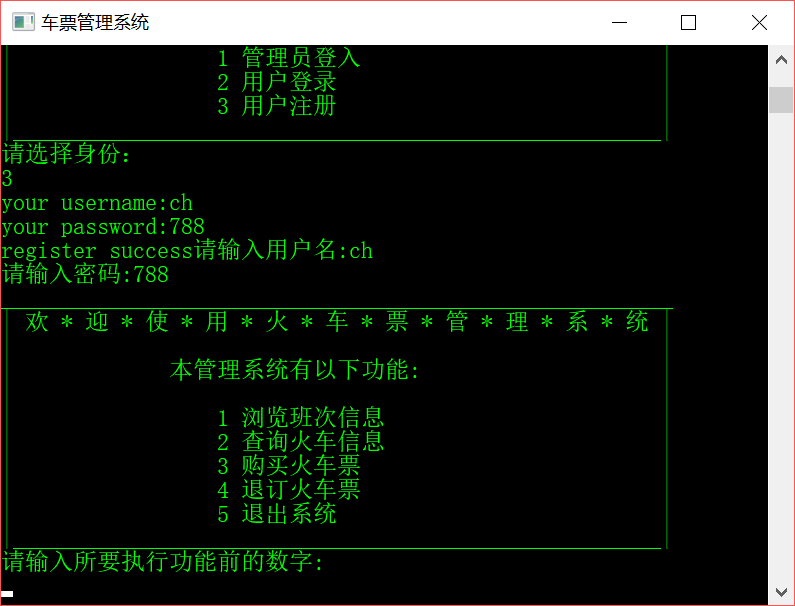 车票管理系统
1 管理员登入
2 用户登录
3 用户注册
请选择身份:
3
your username:ch
your password:788
register success请输入用户名:ch
请输入密码:788
欢 * 迎 * 使 * 用 * 火 * 车 * 票 * 管 * 理 * 系 * 统
本管理系统有以下功能:
1 浏览班次信息
2 查询火车信息
3 购买火车票
4 退订火车票
5 退出系统
请输入所要执行功能前的数字: